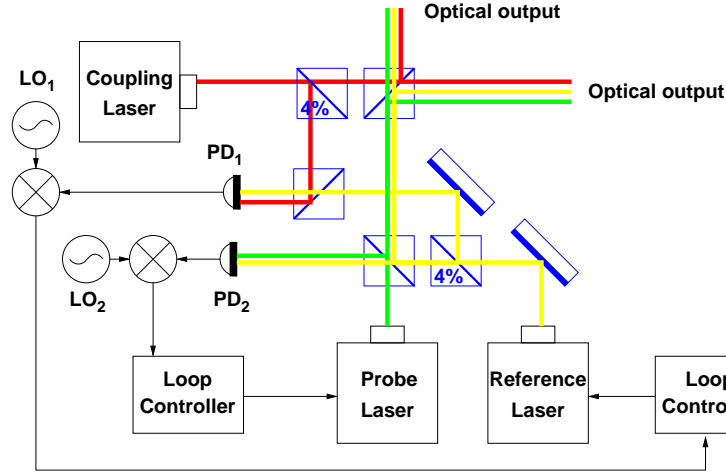 Optical output
Coupling
Laser
LO1
4%
Optical output
PD1
4%
LO2
PD2
Loop
Controller
Probe
Laser
Reference
Laser